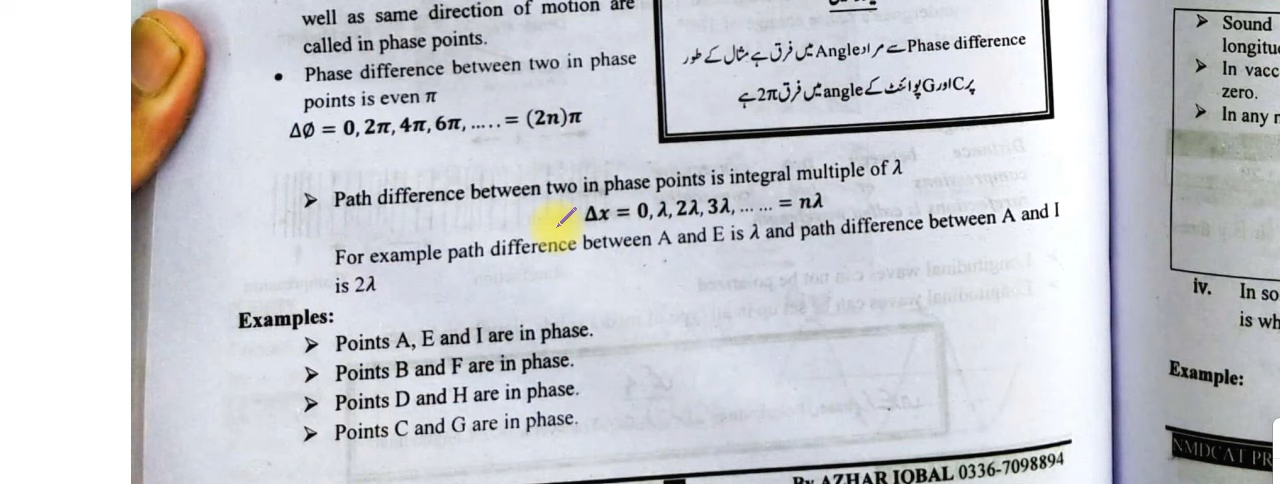 well as same direction of motion are
called in phase points.
• Phase difference between two in phase
points is even π
ΔØ = 0, 2π, 4π, 6π, ..... = (2n)π
Phase difference سے مراد Angle میں فرق ہے مثال کے طور
پر C اور G پوائنٹ کے angle میں فرق 2π ہے
➤ Path difference between two in phase points is integral multiple of λ
Δx = 0, λ, 2λ, 3λ, ... ... = nλ
For example path difference between A and E is λ and path difference between A and I
is 2λ
Examples:
➤ Points A, E and I are in phase.
➤ Points B and F are in phase.
➤ Points D and H are in phase.
➤ Points C and G are in phase.
By AZHAR IQBAL 0336-7098894
➤ Sound
longitu
➤ In vacc
zero.
➤ In any
iv. In so
is wh
Example:
NMDCAT PR